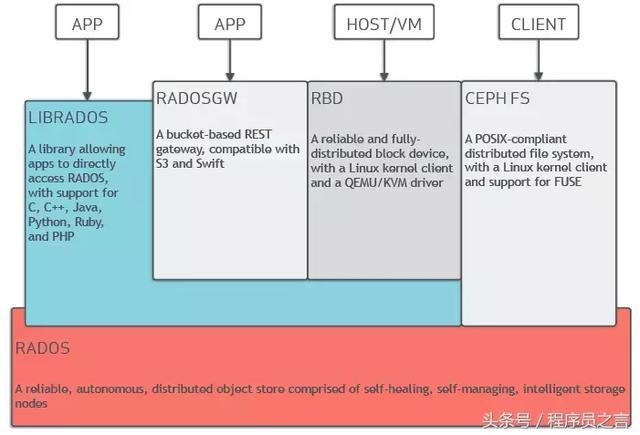 APP
APP
HOST/VM
CLIENT
LIBRADOS
A library allowing
apps to directly
access RADOS,
with support for
C, C++, Java,
Python, Ruby,
and PHP
RADOSGW
A bucket-based REST
gateway, compatible with
S3 and Swift
RBD
A reliable and fully-
distributed block device,
with a Linux kernel client
and a QEMU/KVM driver
CEPH FS
A POSIX-compliant
distributed file system,
with a Linux kernel client
and support for FUSE
RADOS
A reliable, autonomous, distributed object store comprised of self-healing, self-managing, intelligent storage
nodes
头条号 / 程序员之言